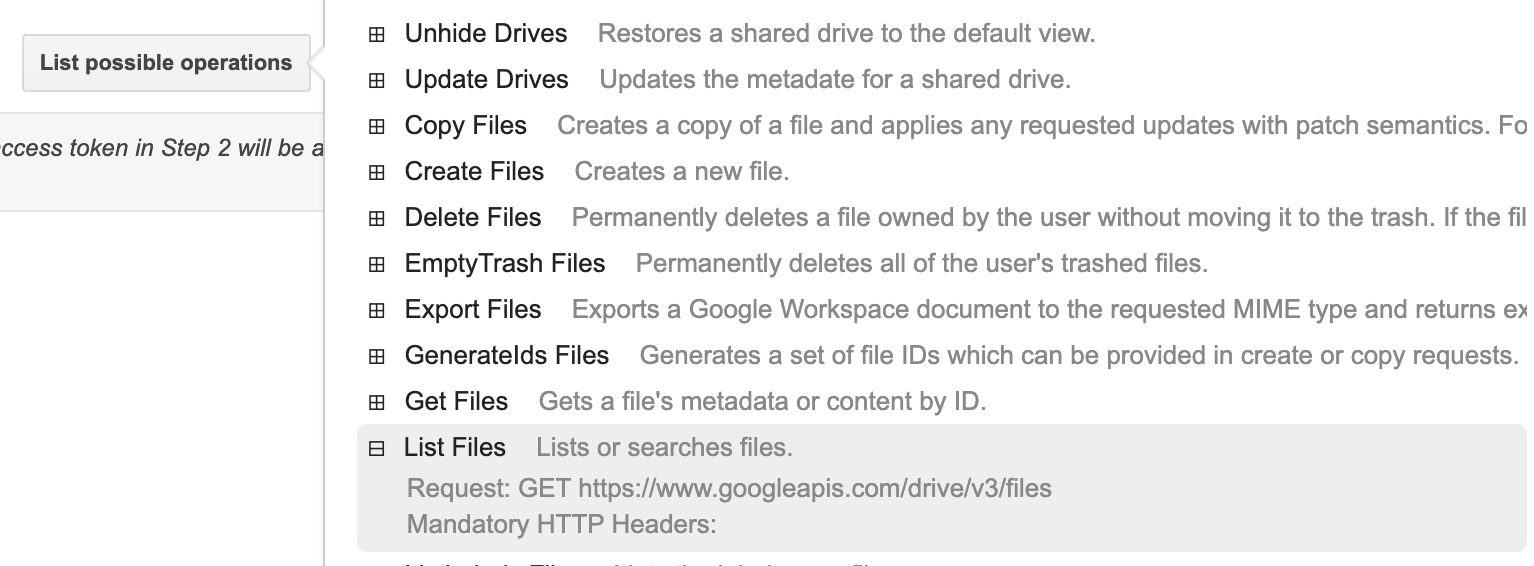 Unhide Drives Restores a shared drive to the default view.
List possible operations
Update Drives Updates the metadate for a shared drive.
Copy Files Creates a copy of a file and applies any requested updates with patch semantics. Fo
ccess token in Step 2 will be a
Create Files Creates a new file.
Delete Files Permanently deletes a file owned by the user without moving it to the trash. If the fil
EmptyTrash Files Permanently deletes all of the user's trashed files.
Export Files Exports a Google Workspace document to the requested MIME type and returns ex
GenerateIds Files Generates a set of file IDs which can be provided in create or copy requests.
Get Files Gets a file's metadata or content by ID.
List Files Lists or searches files.
Request: GET https://www.googleapis.com/drive/v3/files
Mandatory HTTP Headers: